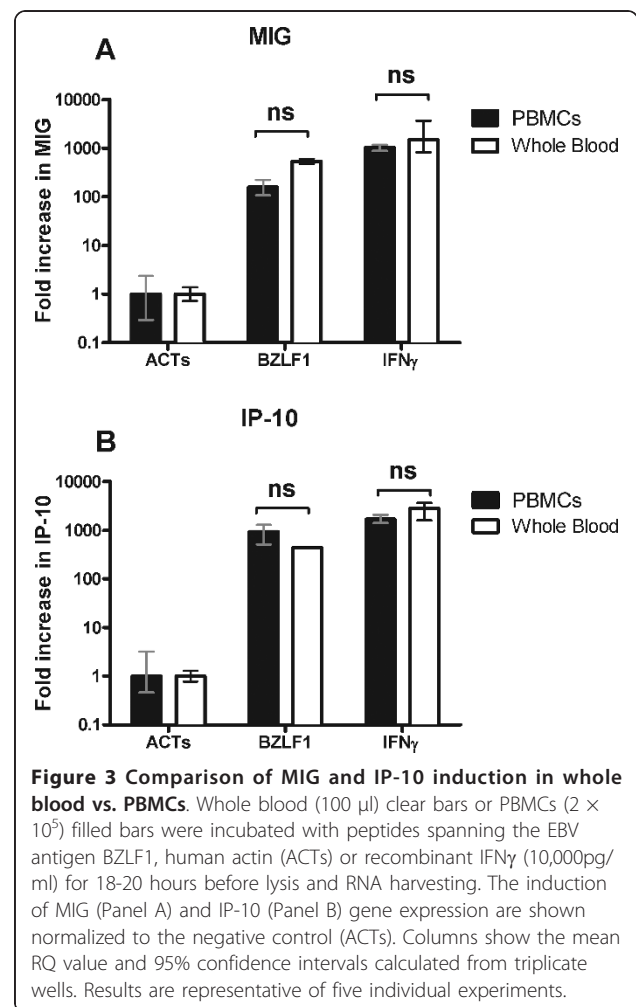 A
MIG
ns
ns
PBMCs
Whole Blood
Fold increase in MIG
10000
1000
100
10
1
0.1
ACTs
BZLF1
IFNγ
B
IP-10
ns
ns
PBMCs
Whole Blood
Fold increase in IP-10
10000
1000
100
10
1
0.1
ACTs
BZLF1
IFNγ
Figure 3 Comparison of MIG and IP-10 induction in whole
blood vs. PBMCs. Whole blood (100 μl) clear bars or PBMCs (2 ×
10⁵) filled bars were incubated with peptides spanning the EBV
antigen BZLF1, human actin (ACTs) or recombinant IFNγ (10,000pg/
ml) for 18-20 hours before lysis and RNA harvesting. The induction
of MIG (Panel A) and IP-10 (Panel B) gene expression are shown
normalized to the negative control (ACTs). Columns show the mean
RQ value and 95% confidence intervals calculated from triplicate
wells. Results are representative of five individual experiments.